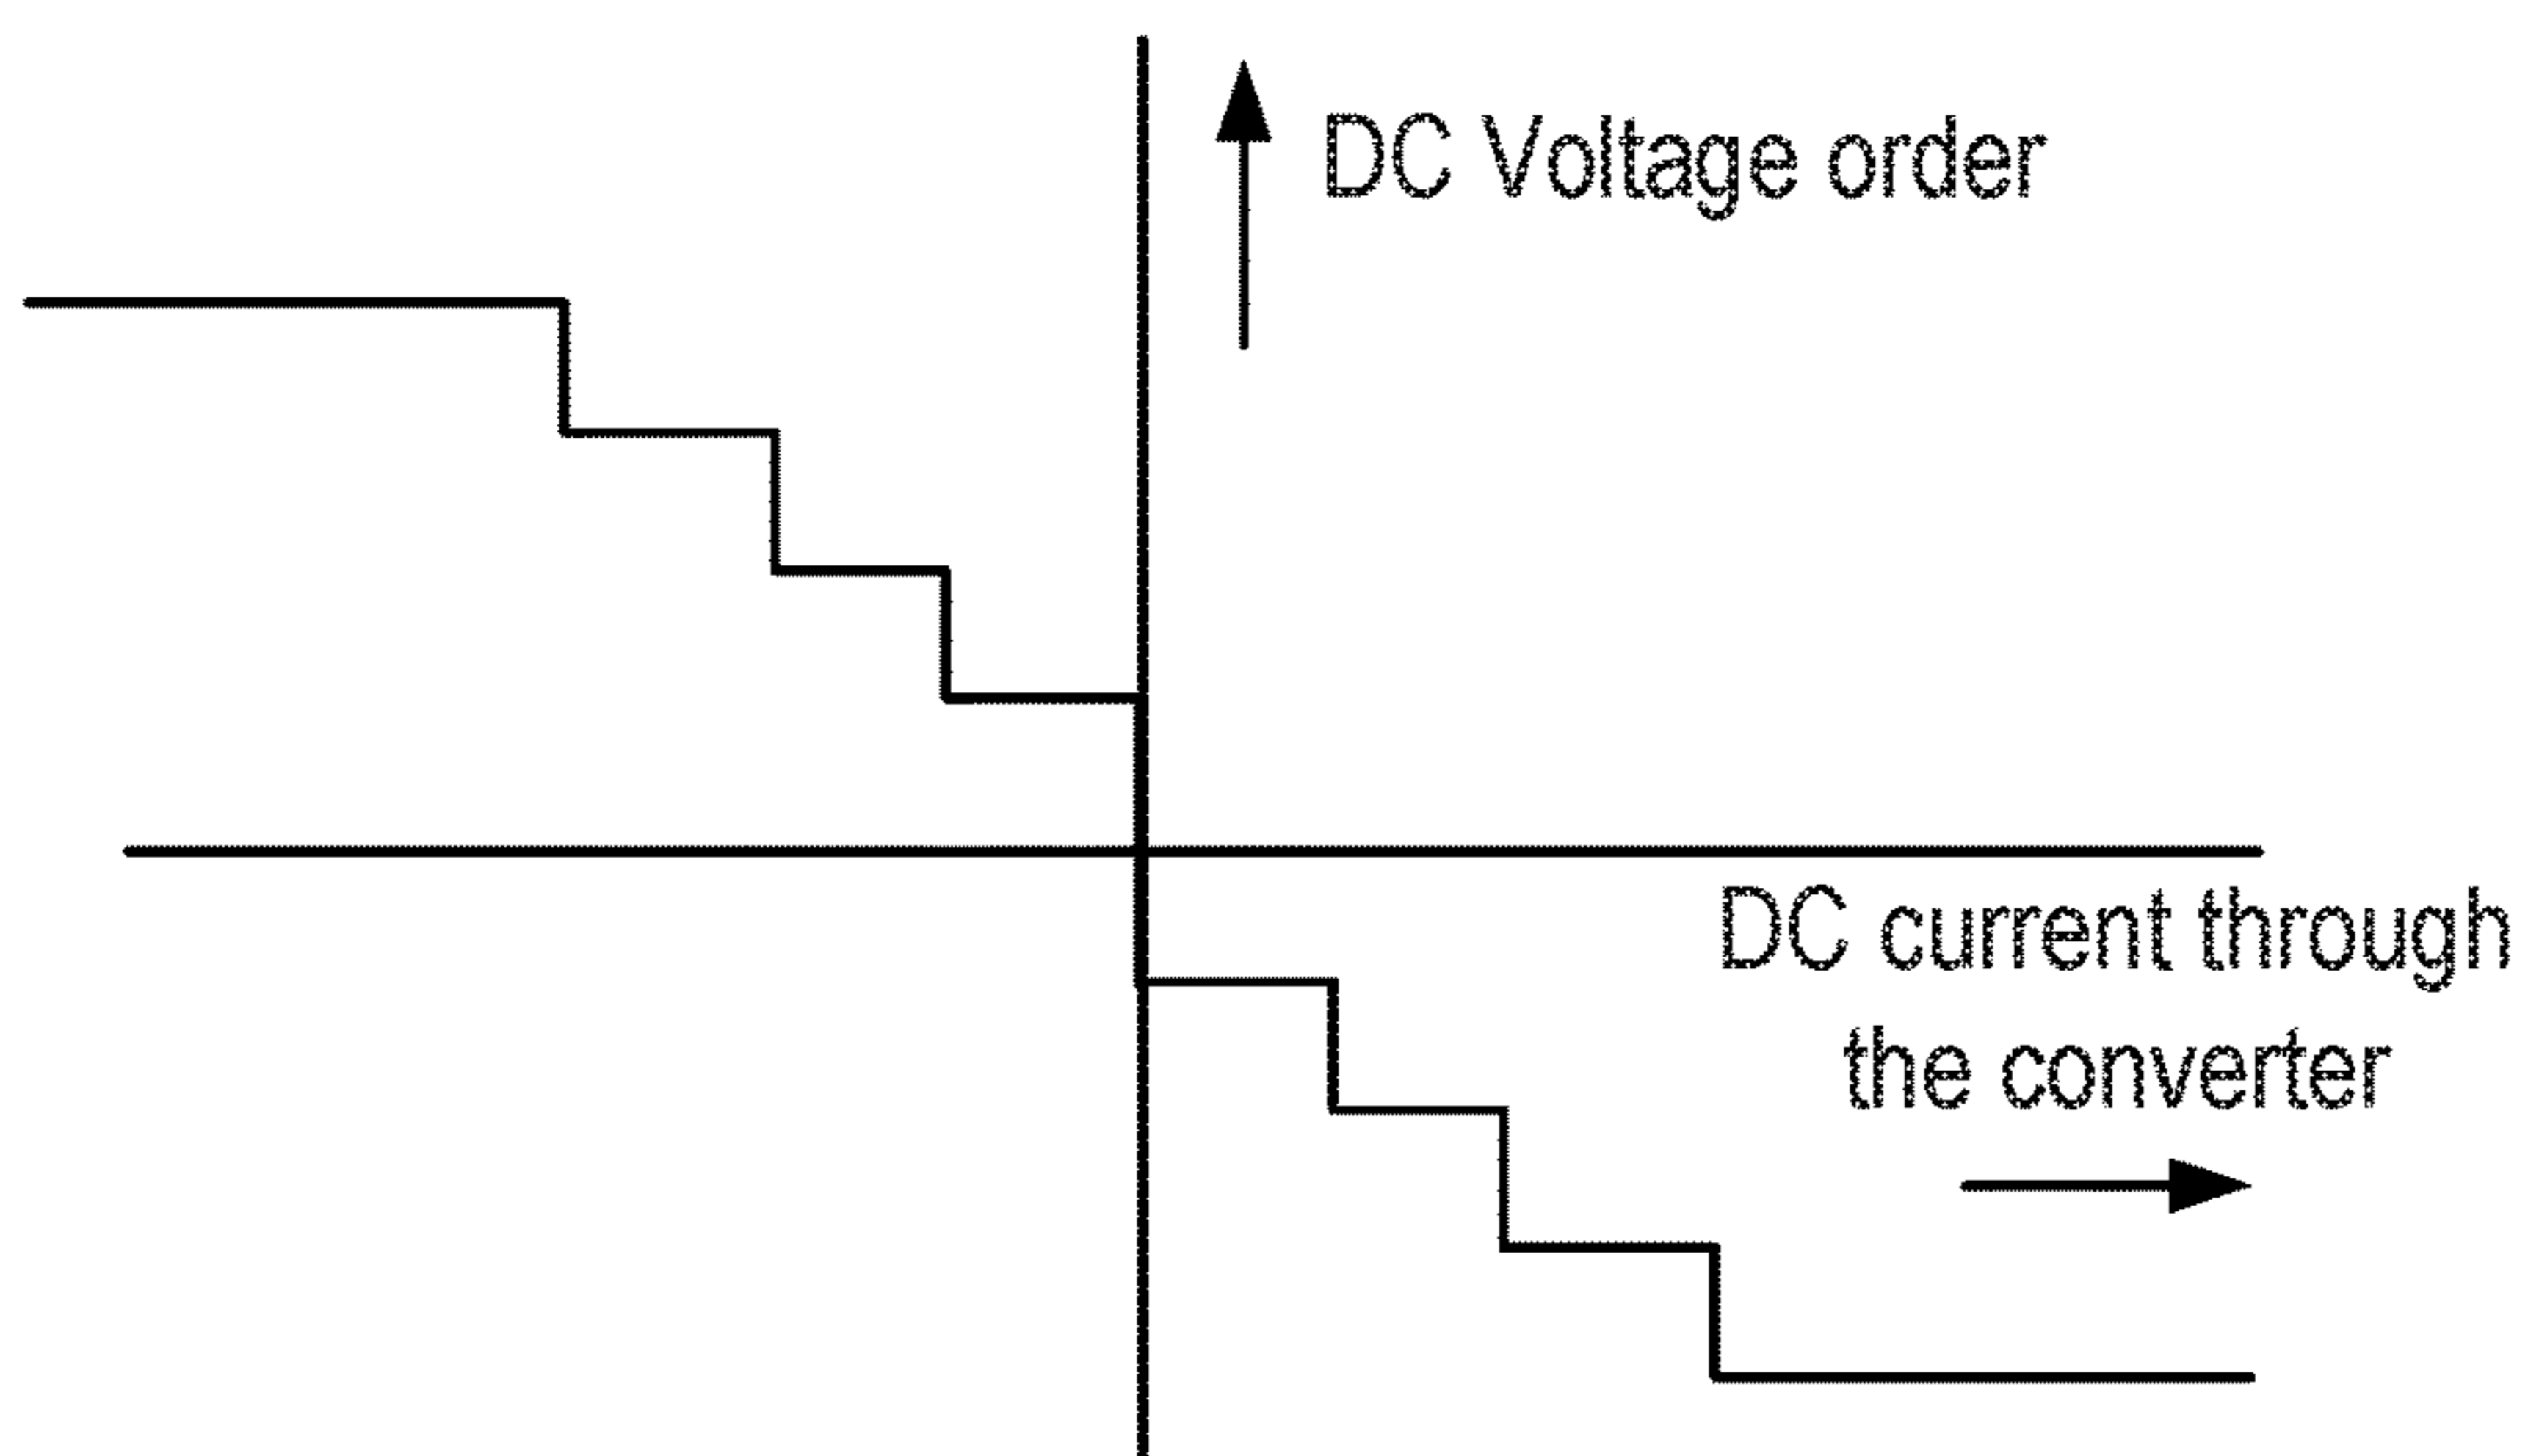 DC Voltage order
DC current through
the converter